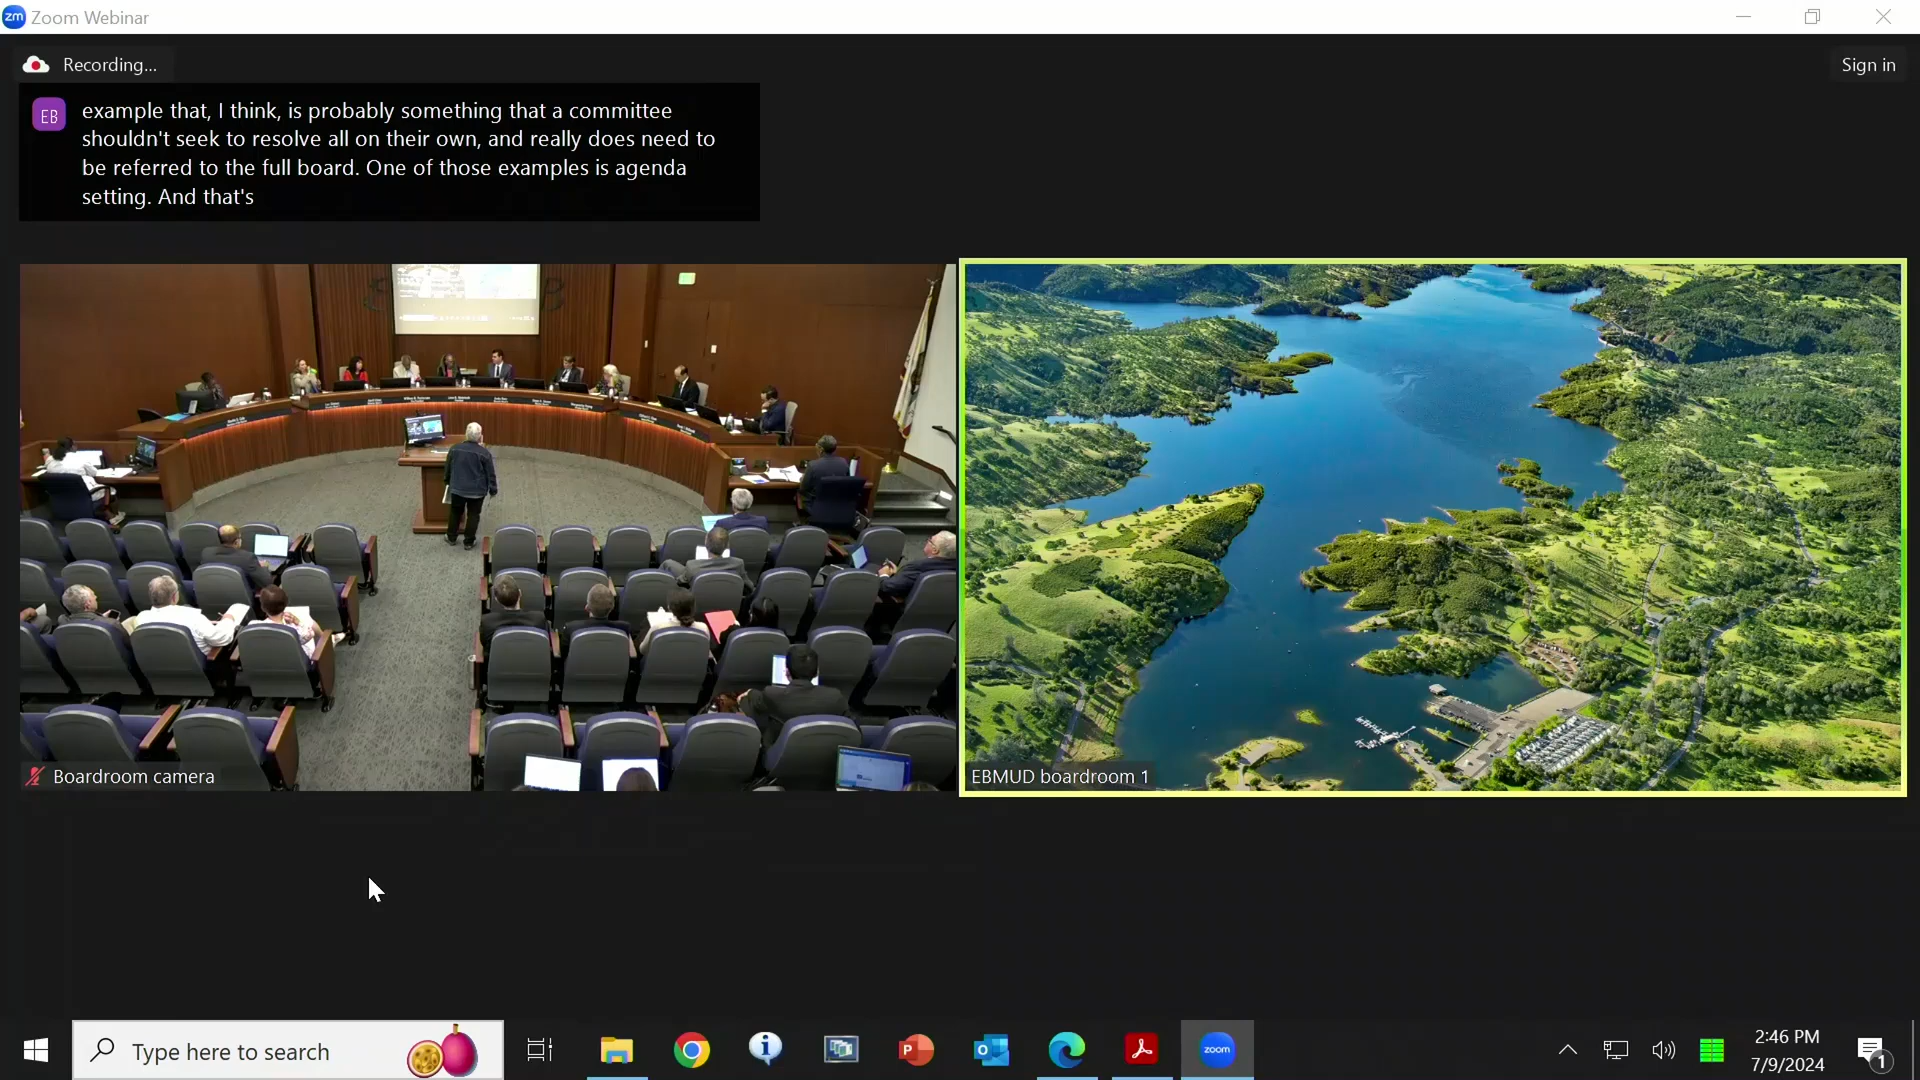 zm Zoom Webinar
Recording...
Sign in
EB
example that, I think, is probably something that a committee
shouldn't seek to resolve all on their own, and really does need to
be referred to the full board. One of those examples is agenda
setting. And that's
Boardroom camera
EBMUD boardroom 1
Type here to search
zoom
2:46 PM
7/9/2024
1